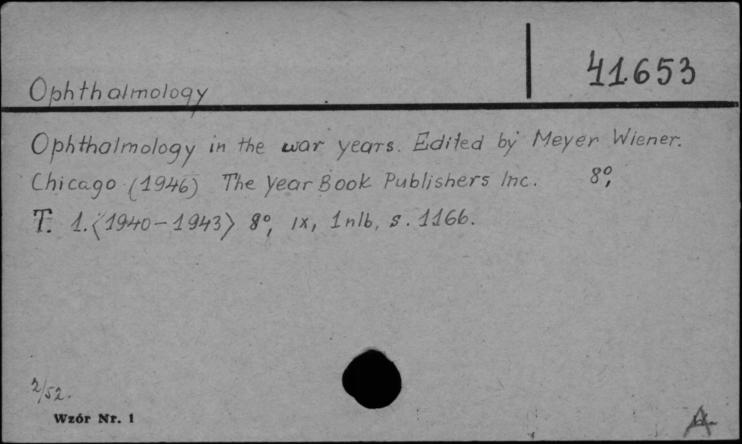 41653
Ophthalmology
Ophthalmology in the war years. Edited by Meyer Wiener.
Chicago (1946) The Year Book Publishers Inc. 8°,
T. 1. <1940-1943> 8°, IX, 1nlb, s. 1166.
2/52.
Wzór Nr. 1
A